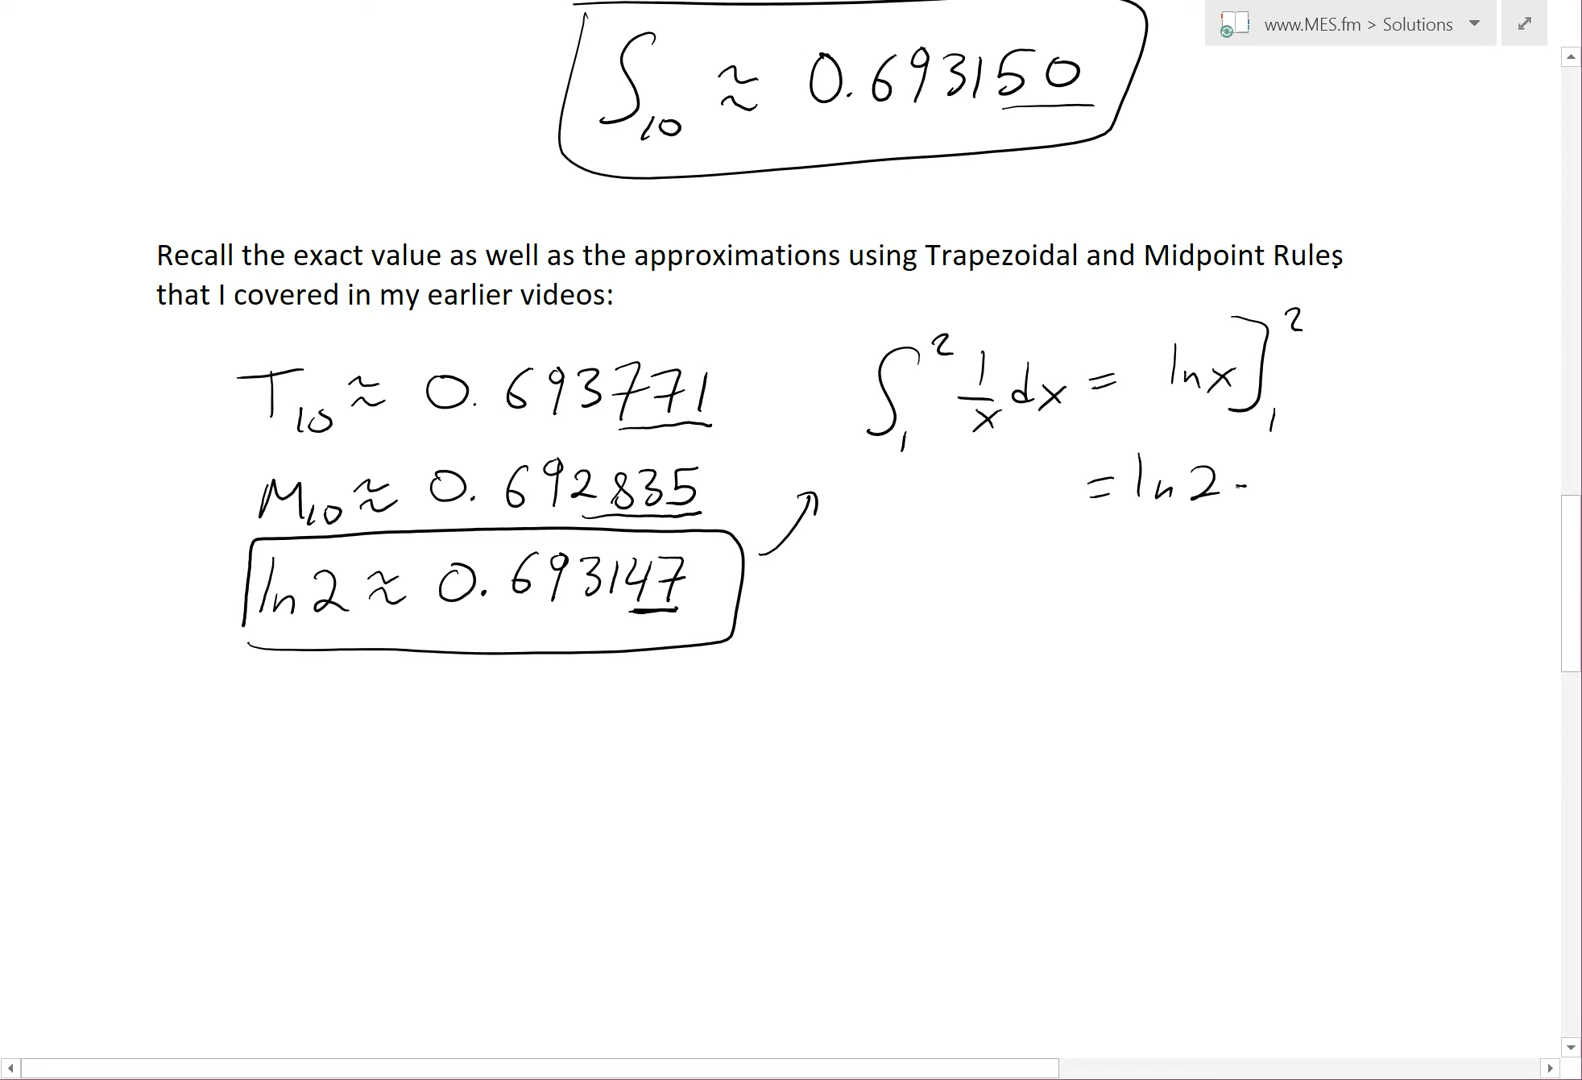 www.MES.fm > Solutions
S₁₀ ≈ 0.693150
Recall the exact value as well as the approximations using Trapezoidal and Midpoint Rules
that I covered in my earlier videos:
T₁₀ ≈ 0.693771
M₁₀ ≈ 0.692835
ln 2 ≈ 0.693147
∫₁² 1/x dx = ln x]₁²
= ln 2 -